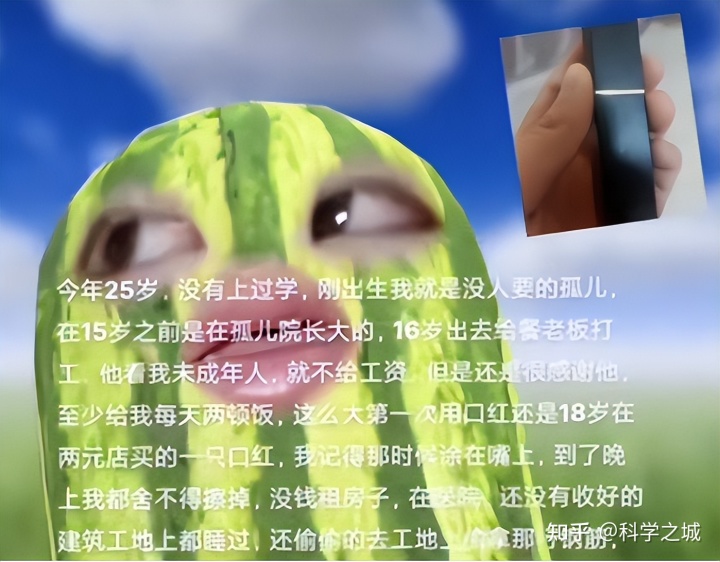 今年25岁，没有上过学，刚出生我就是没人要的孤儿，
在15岁之前是在孤儿院长大的，16岁出去给餐老板打
工，他看我未成年人，就不给工资，但是还是很感谢他，
至少给我每天两顿饭，这么大第一次用口红还是18岁在
两元店买的一只口红，我记得那时候涂在嘴上，到了晚
上我都舍不得擦掉，没钱租房子，在医院，还没有收好的
建筑工地上都睡过，还偷偷的去工地上偷拿那
知乎 @科学之城